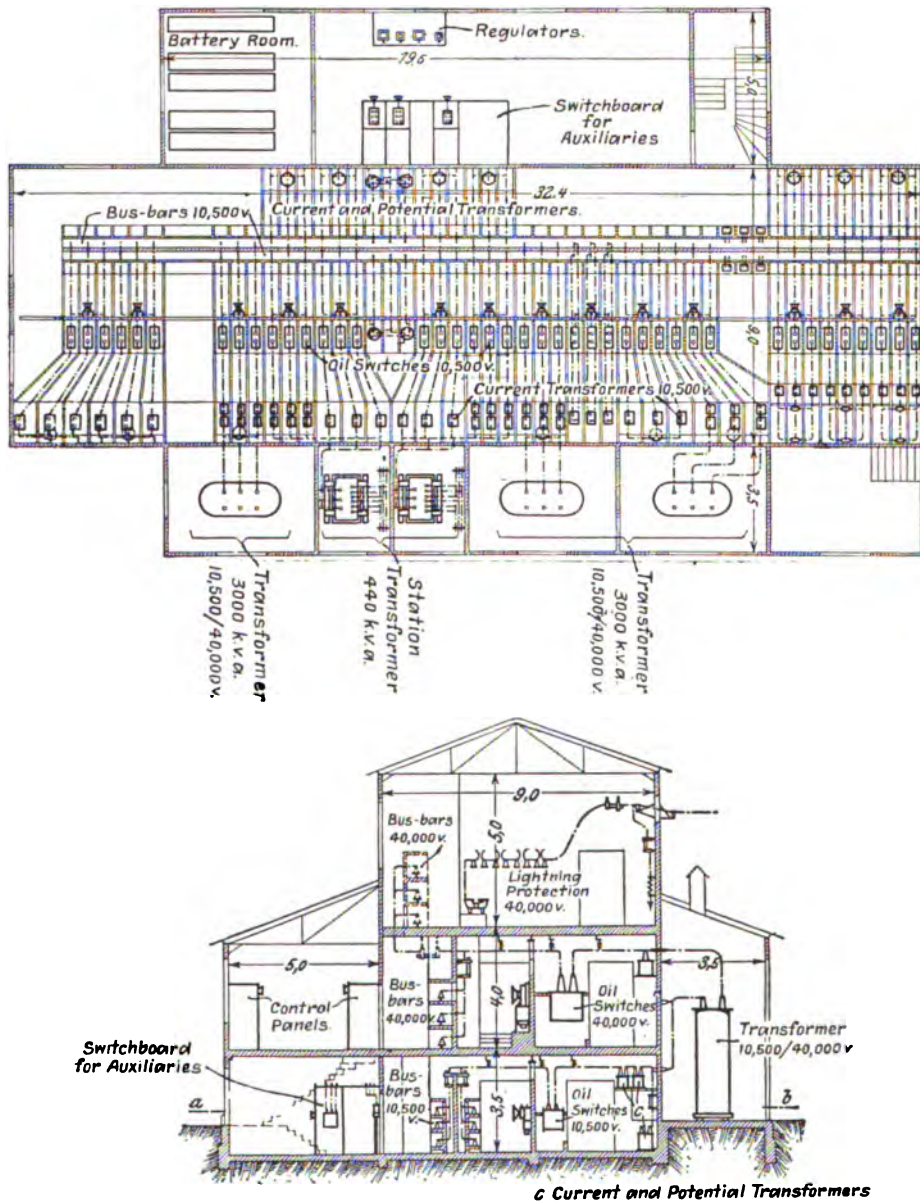 Battery Room.
Regulators.
19,6
5,0
Switchboard
for
Auxiliaries
32.4
Current and Potential Transformers.
Bus-bars 10,500 v.
9,0
Oil Switches 10,500 v.
Current Transformers 10,500 v.
3,5
Transformer
3000 k.v.a.
10,500/40,000 v.
Station
Transformer
440 k.v.a.
Transformer
3000 k.v.a.
10,500/40,000 v.
9,0
5,0
Bus-bars
40,000 v.
Lightning
Protection
40,000 v.
5,0
4,0
3,5
Control
Panels.
Bus-bars
40,000 v.
Oil
Switches
40,000 v.
Transformer
10,500/40,000 v
Switchboard
for Auxiliaries
Bus-bars
10,500
v.
3,5
Oil
Switches
10,500 v.
c
a
b
c Current and Potential Transformers